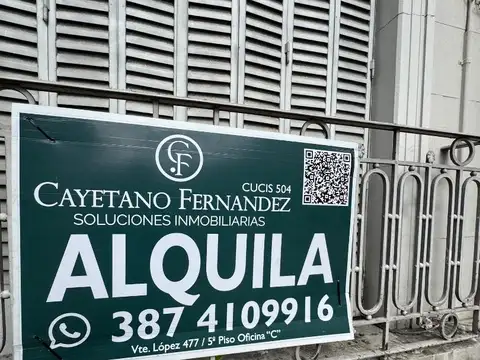 CF
CUCIS 504
CAYETANO FERNANDEZ
SOLUCIONES INMOBILIARIAS
ALQUILA
387 4109916
Vte. López 477 / 5º Piso Oficina "C"